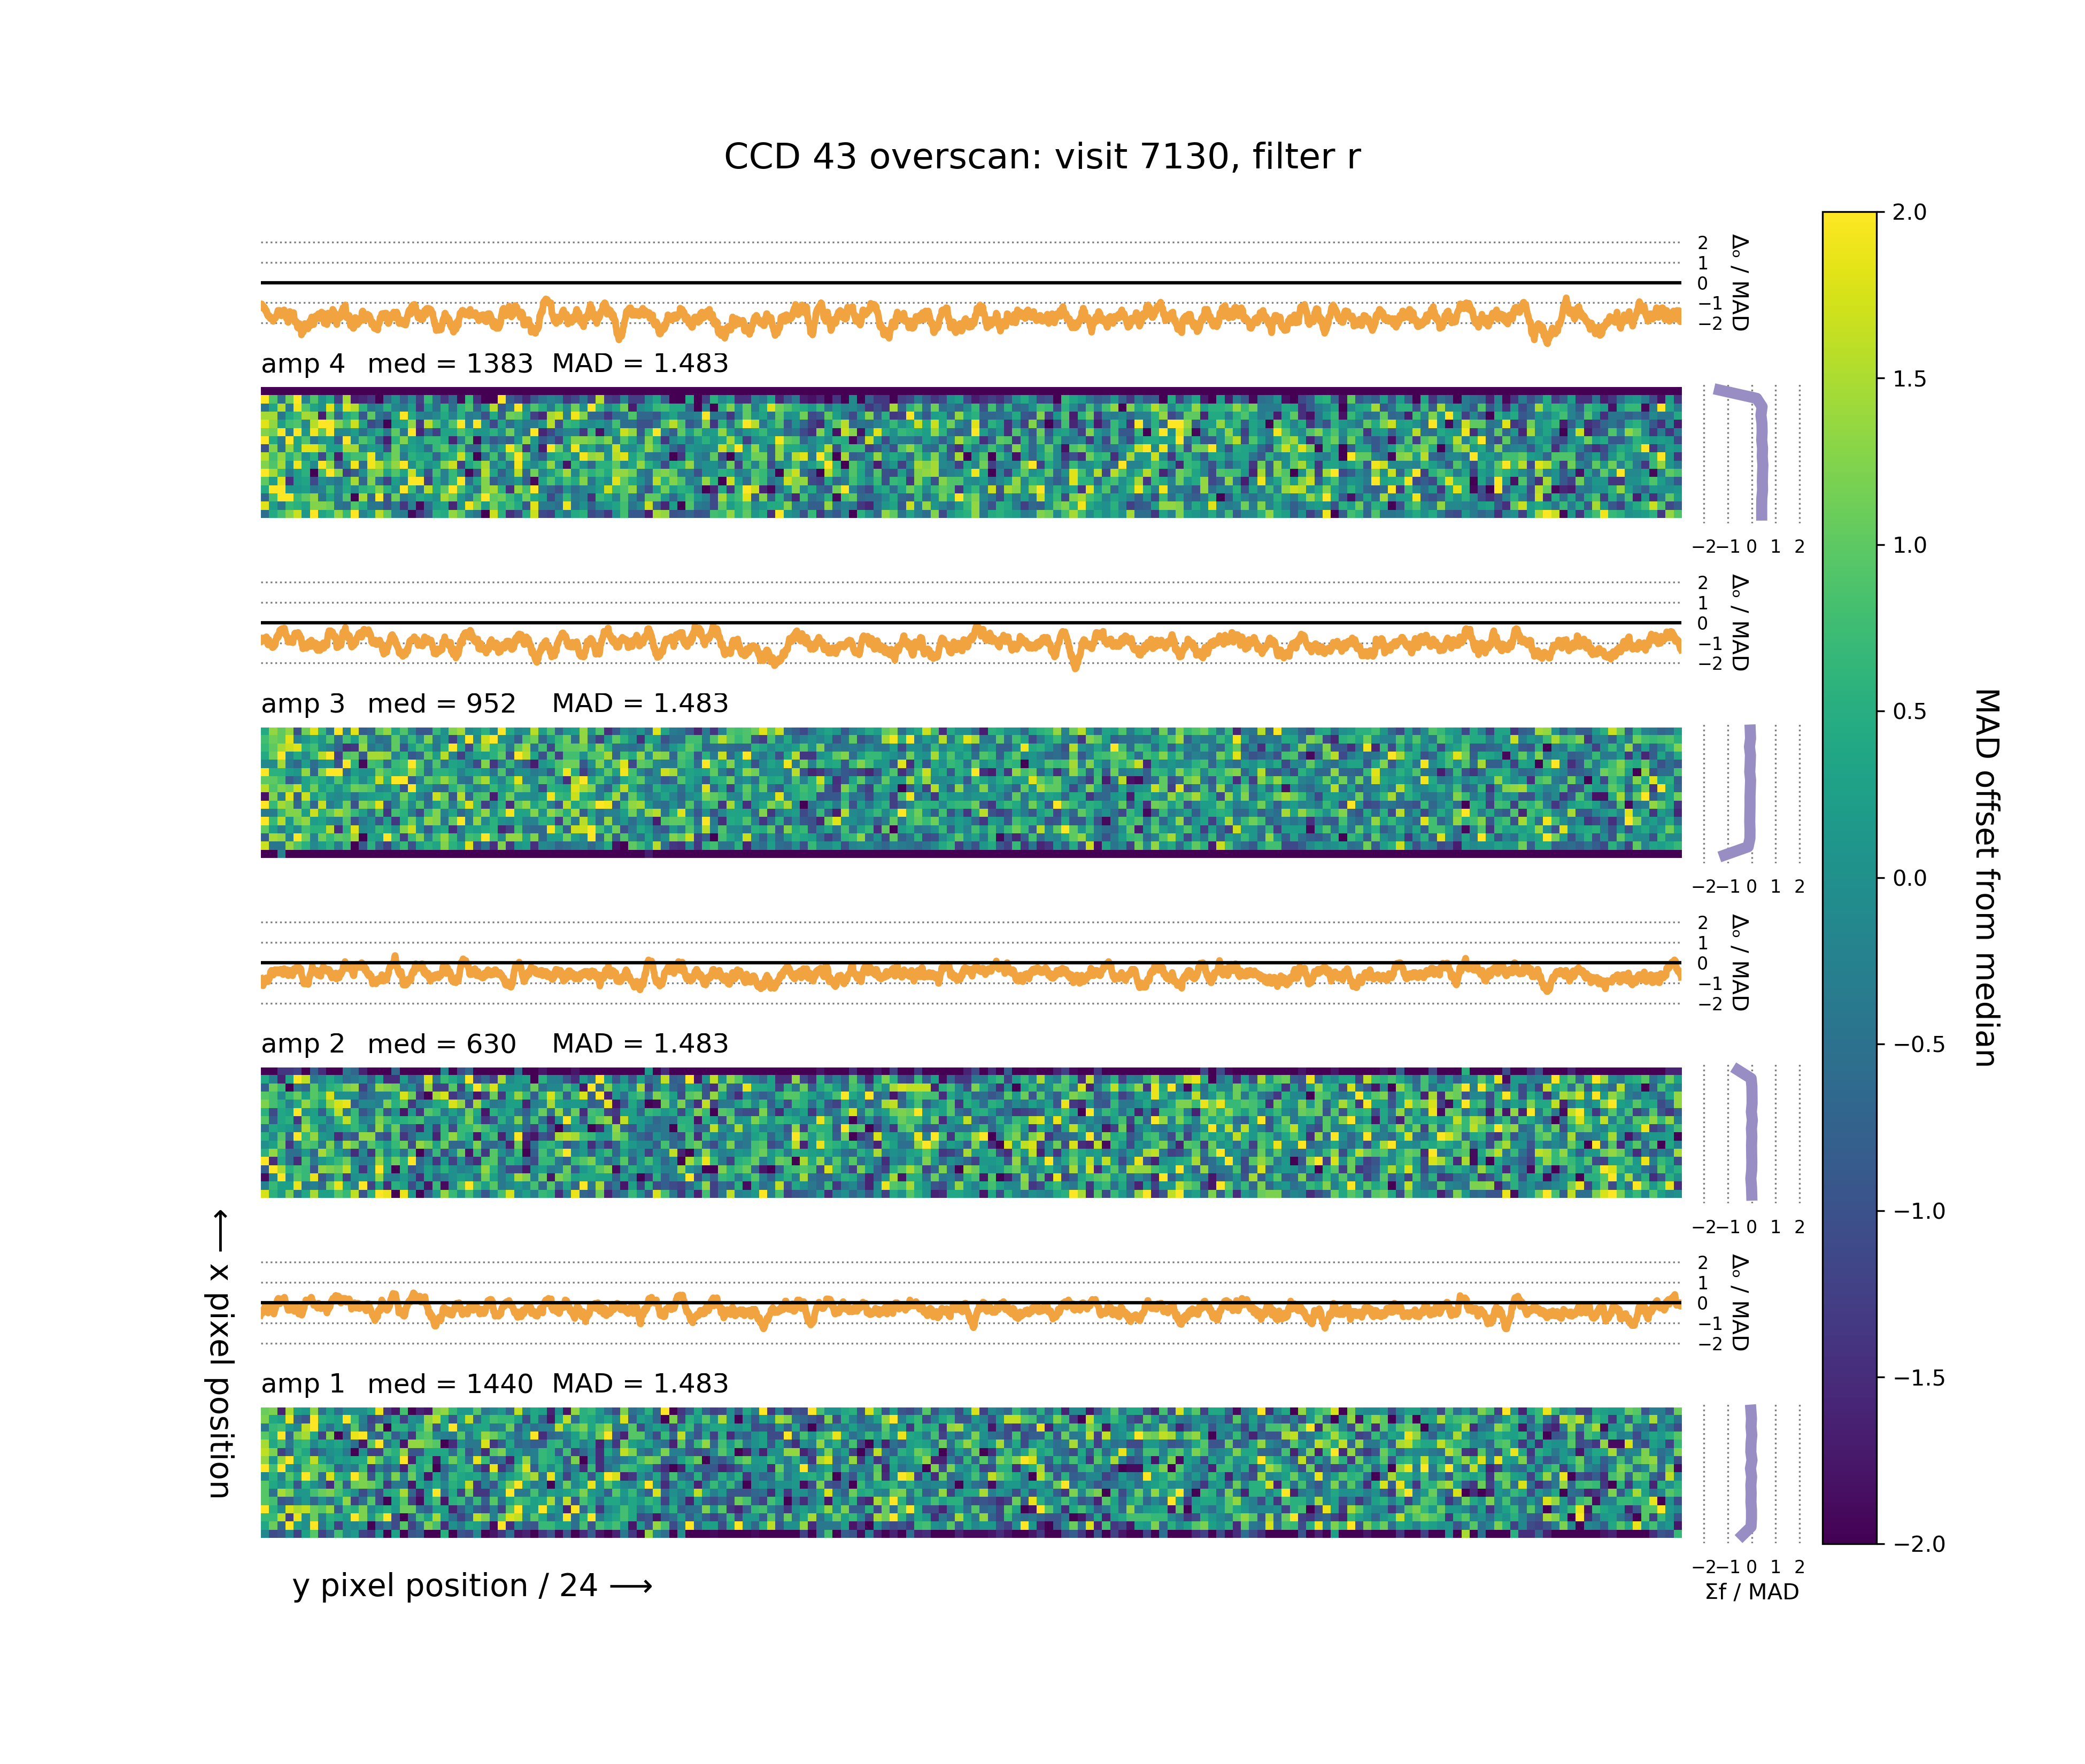 CCD 43 overscan: visit 7130, filter r
2
1
0
−1
−2
Δₒ / MAD
amp 4 med = 1383 MAD = 1.483
−2 −1 0 1 2
2
1
0
−1
−2
Δₒ / MAD
amp 3 med = 952 MAD = 1.483
−2 −1 0 1 2
2
1
0
−1
−2
Δₒ / MAD
amp 2 med = 630 MAD = 1.483
−2 −1 0 1 2
2
1
0
−1
−2
Δₒ / MAD
amp 1 med = 1440 MAD = 1.483
−2 −1 0 1 2
Σf / MAD
⟵ x pixel position
y pixel position / 24 ⟶
2.0
1.5
1.0
0.5
0.0
−0.5
−1.0
−1.5
−2.0
MAD offset from median